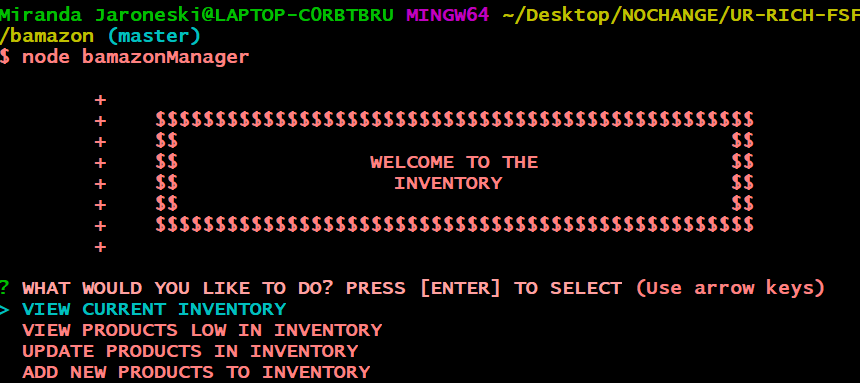 Miranda Jaroneski@LAPTOP-C0RBTBRU MINGW64 ~/Desktop/NOCHANGE/UR-RICH-FSF
/bamazon (master)
$ node bamazonManager
+
+    $$$$$$$$$$$$$$$$$$$$$$$$$$$$$$$$$$$$$$$$$$$$$$$$$$
+    $$                                              $$
+    $$                WELCOME TO THE                $$
+    $$                  INVENTORY                   $$
+    $$                                              $$
+    $$$$$$$$$$$$$$$$$$$$$$$$$$$$$$$$$$$$$$$$$$$$$$$$$$
+
? WHAT WOULD YOU LIKE TO DO? PRESS [ENTER] TO SELECT (Use arrow keys)
> VIEW CURRENT INVENTORY
VIEW PRODUCTS LOW IN INVENTORY
UPDATE PRODUCTS IN INVENTORY
ADD NEW PRODUCTS TO INVENTORY